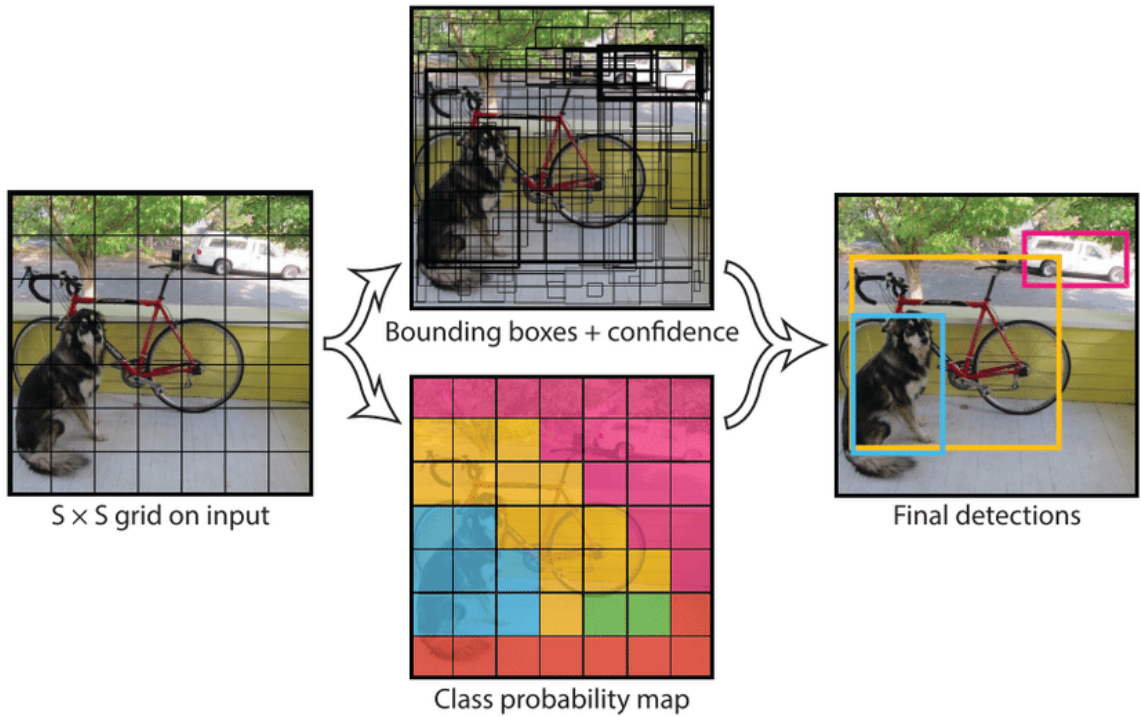 Bounding boxes + confidence
S × S grid on input
Final detections
Class probability map